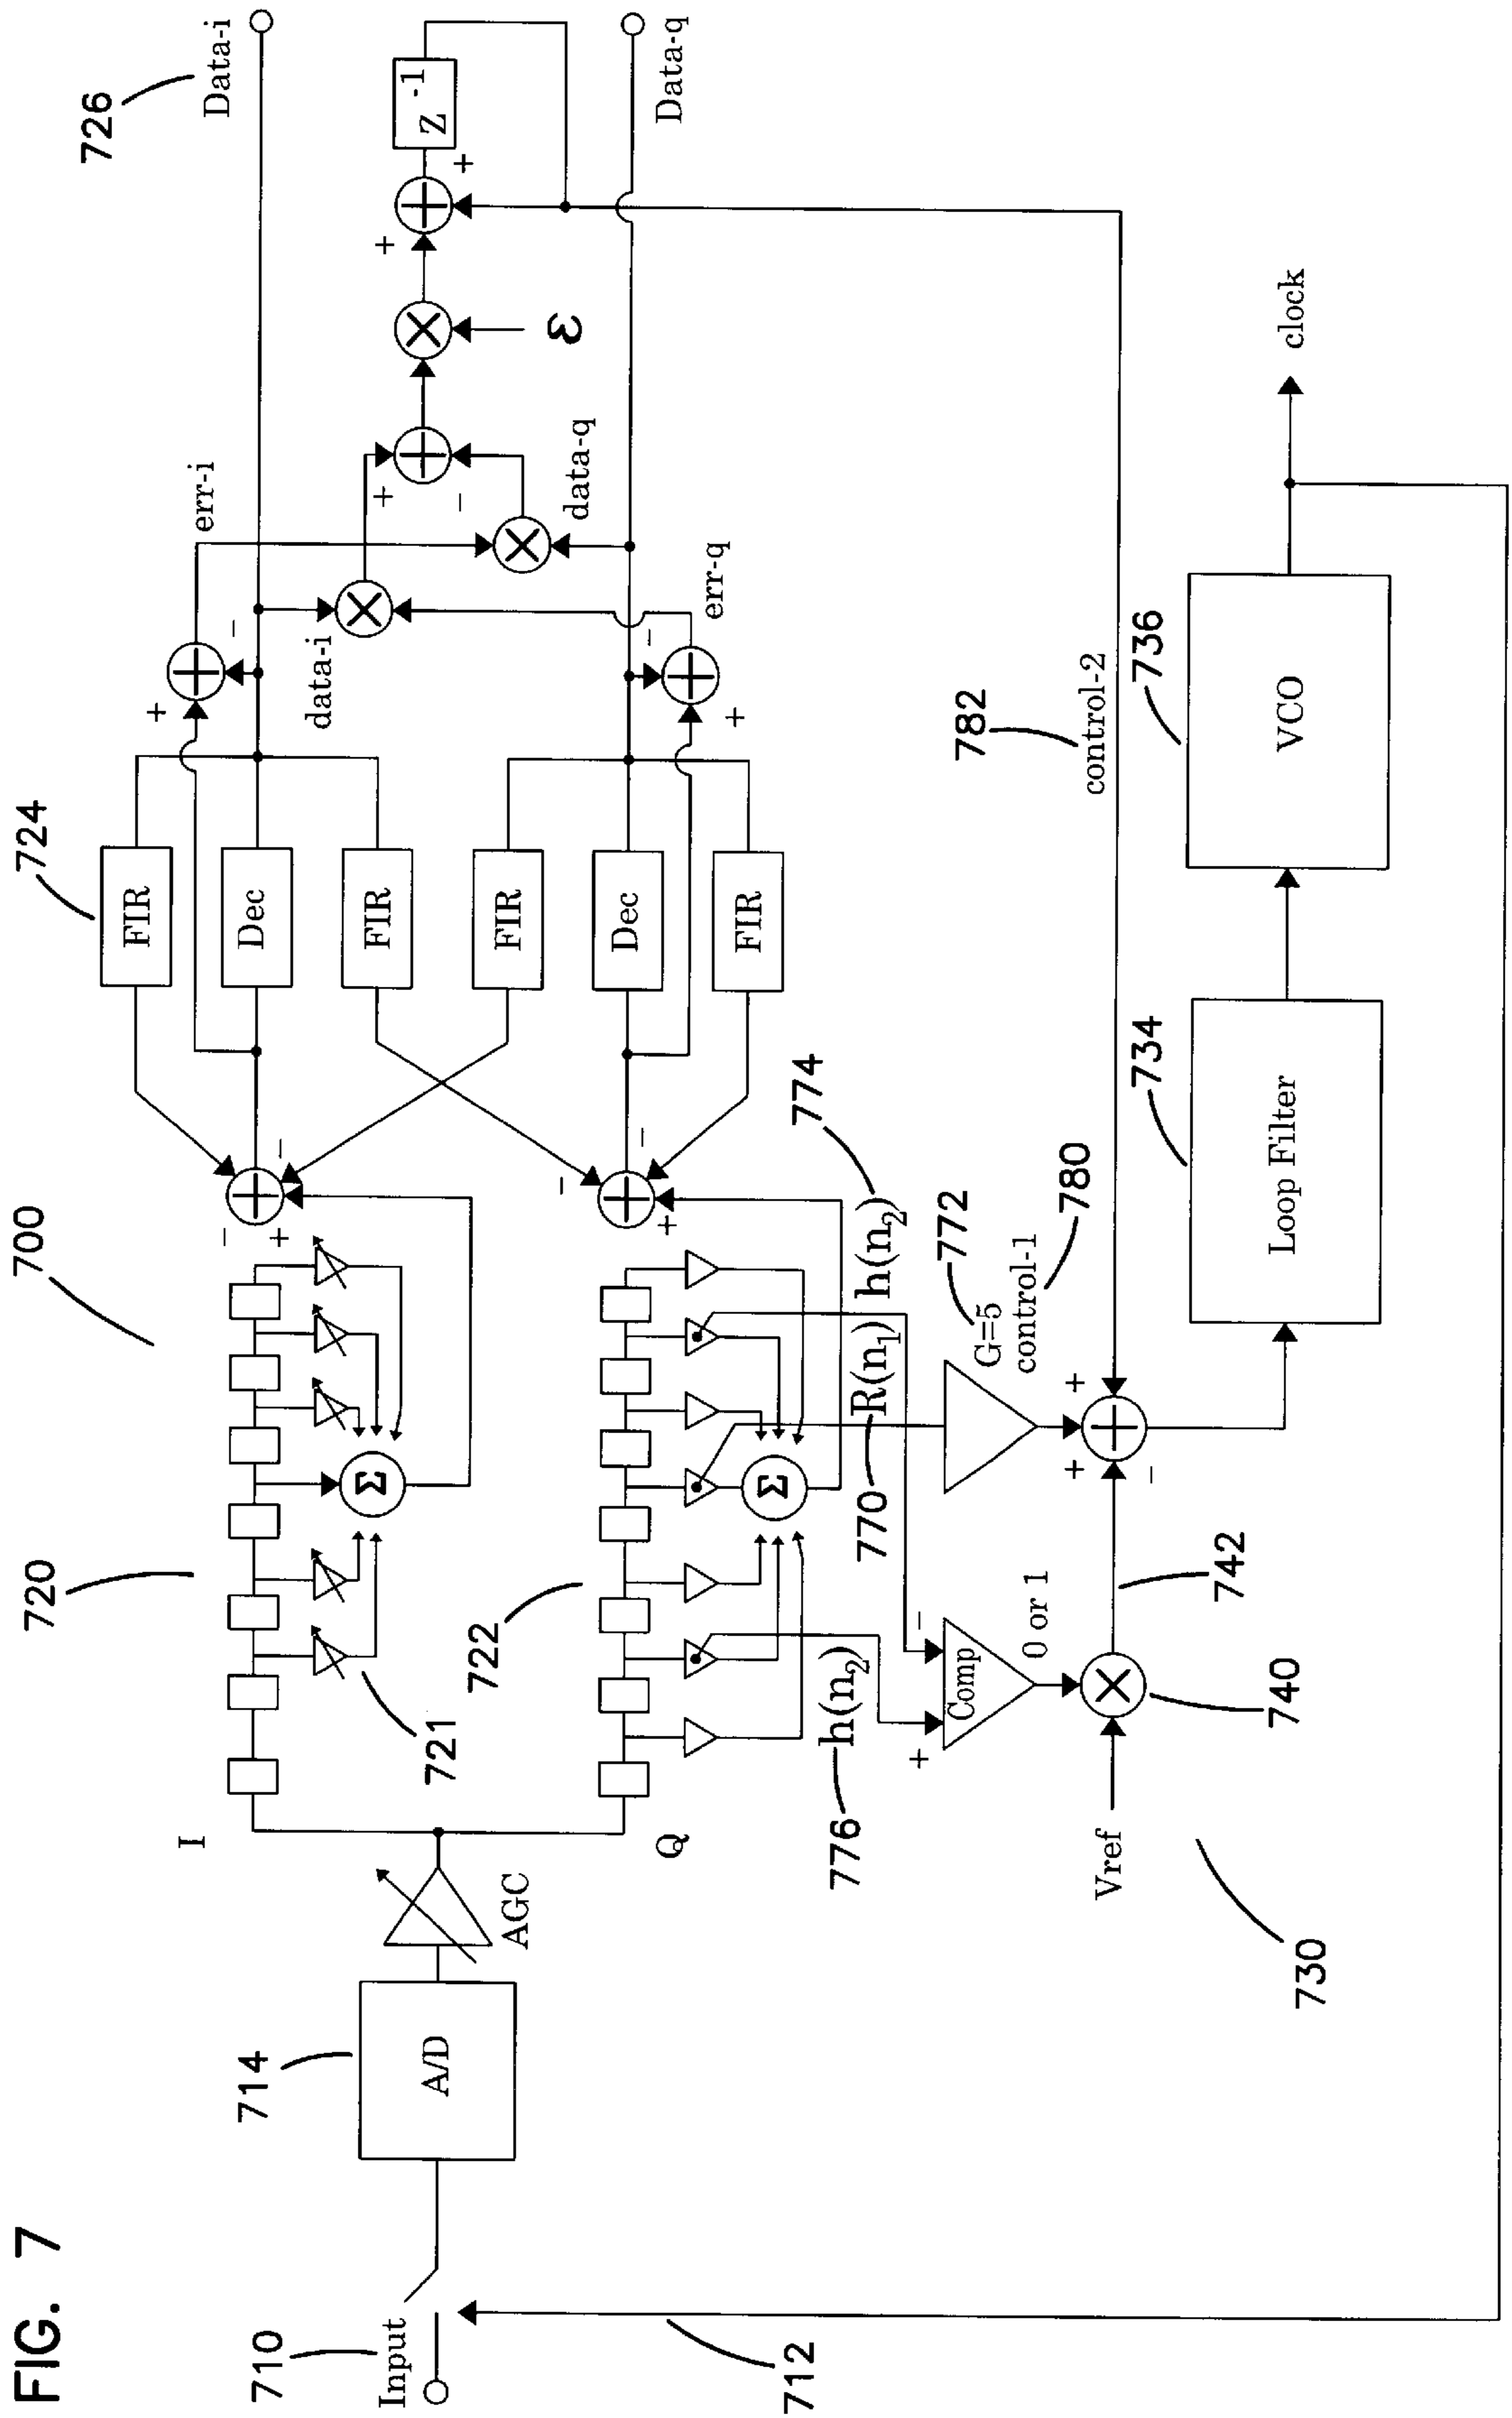 FIG. 7
700
726
Data-i
724
err-i
720
I
FIR
Dec
FIR
data-i
+
-
+
-
-
Σ
721
+
-
ε
+
+
Z⁻¹
714
710
Input
A/D
AGC
712
722
Q
Σ
-
+
-
FIR
Dec
FIR
+
-
err-q
data-q
Data-q
776
h(n₂)
770
R(n₁)
h(n₂)
774
772
G=5
control-1
780
782
control-2
+
-
Comp
0 or 1
Vref
740
742
+
+
-
730
734
Loop Filter
736
VCO
clock